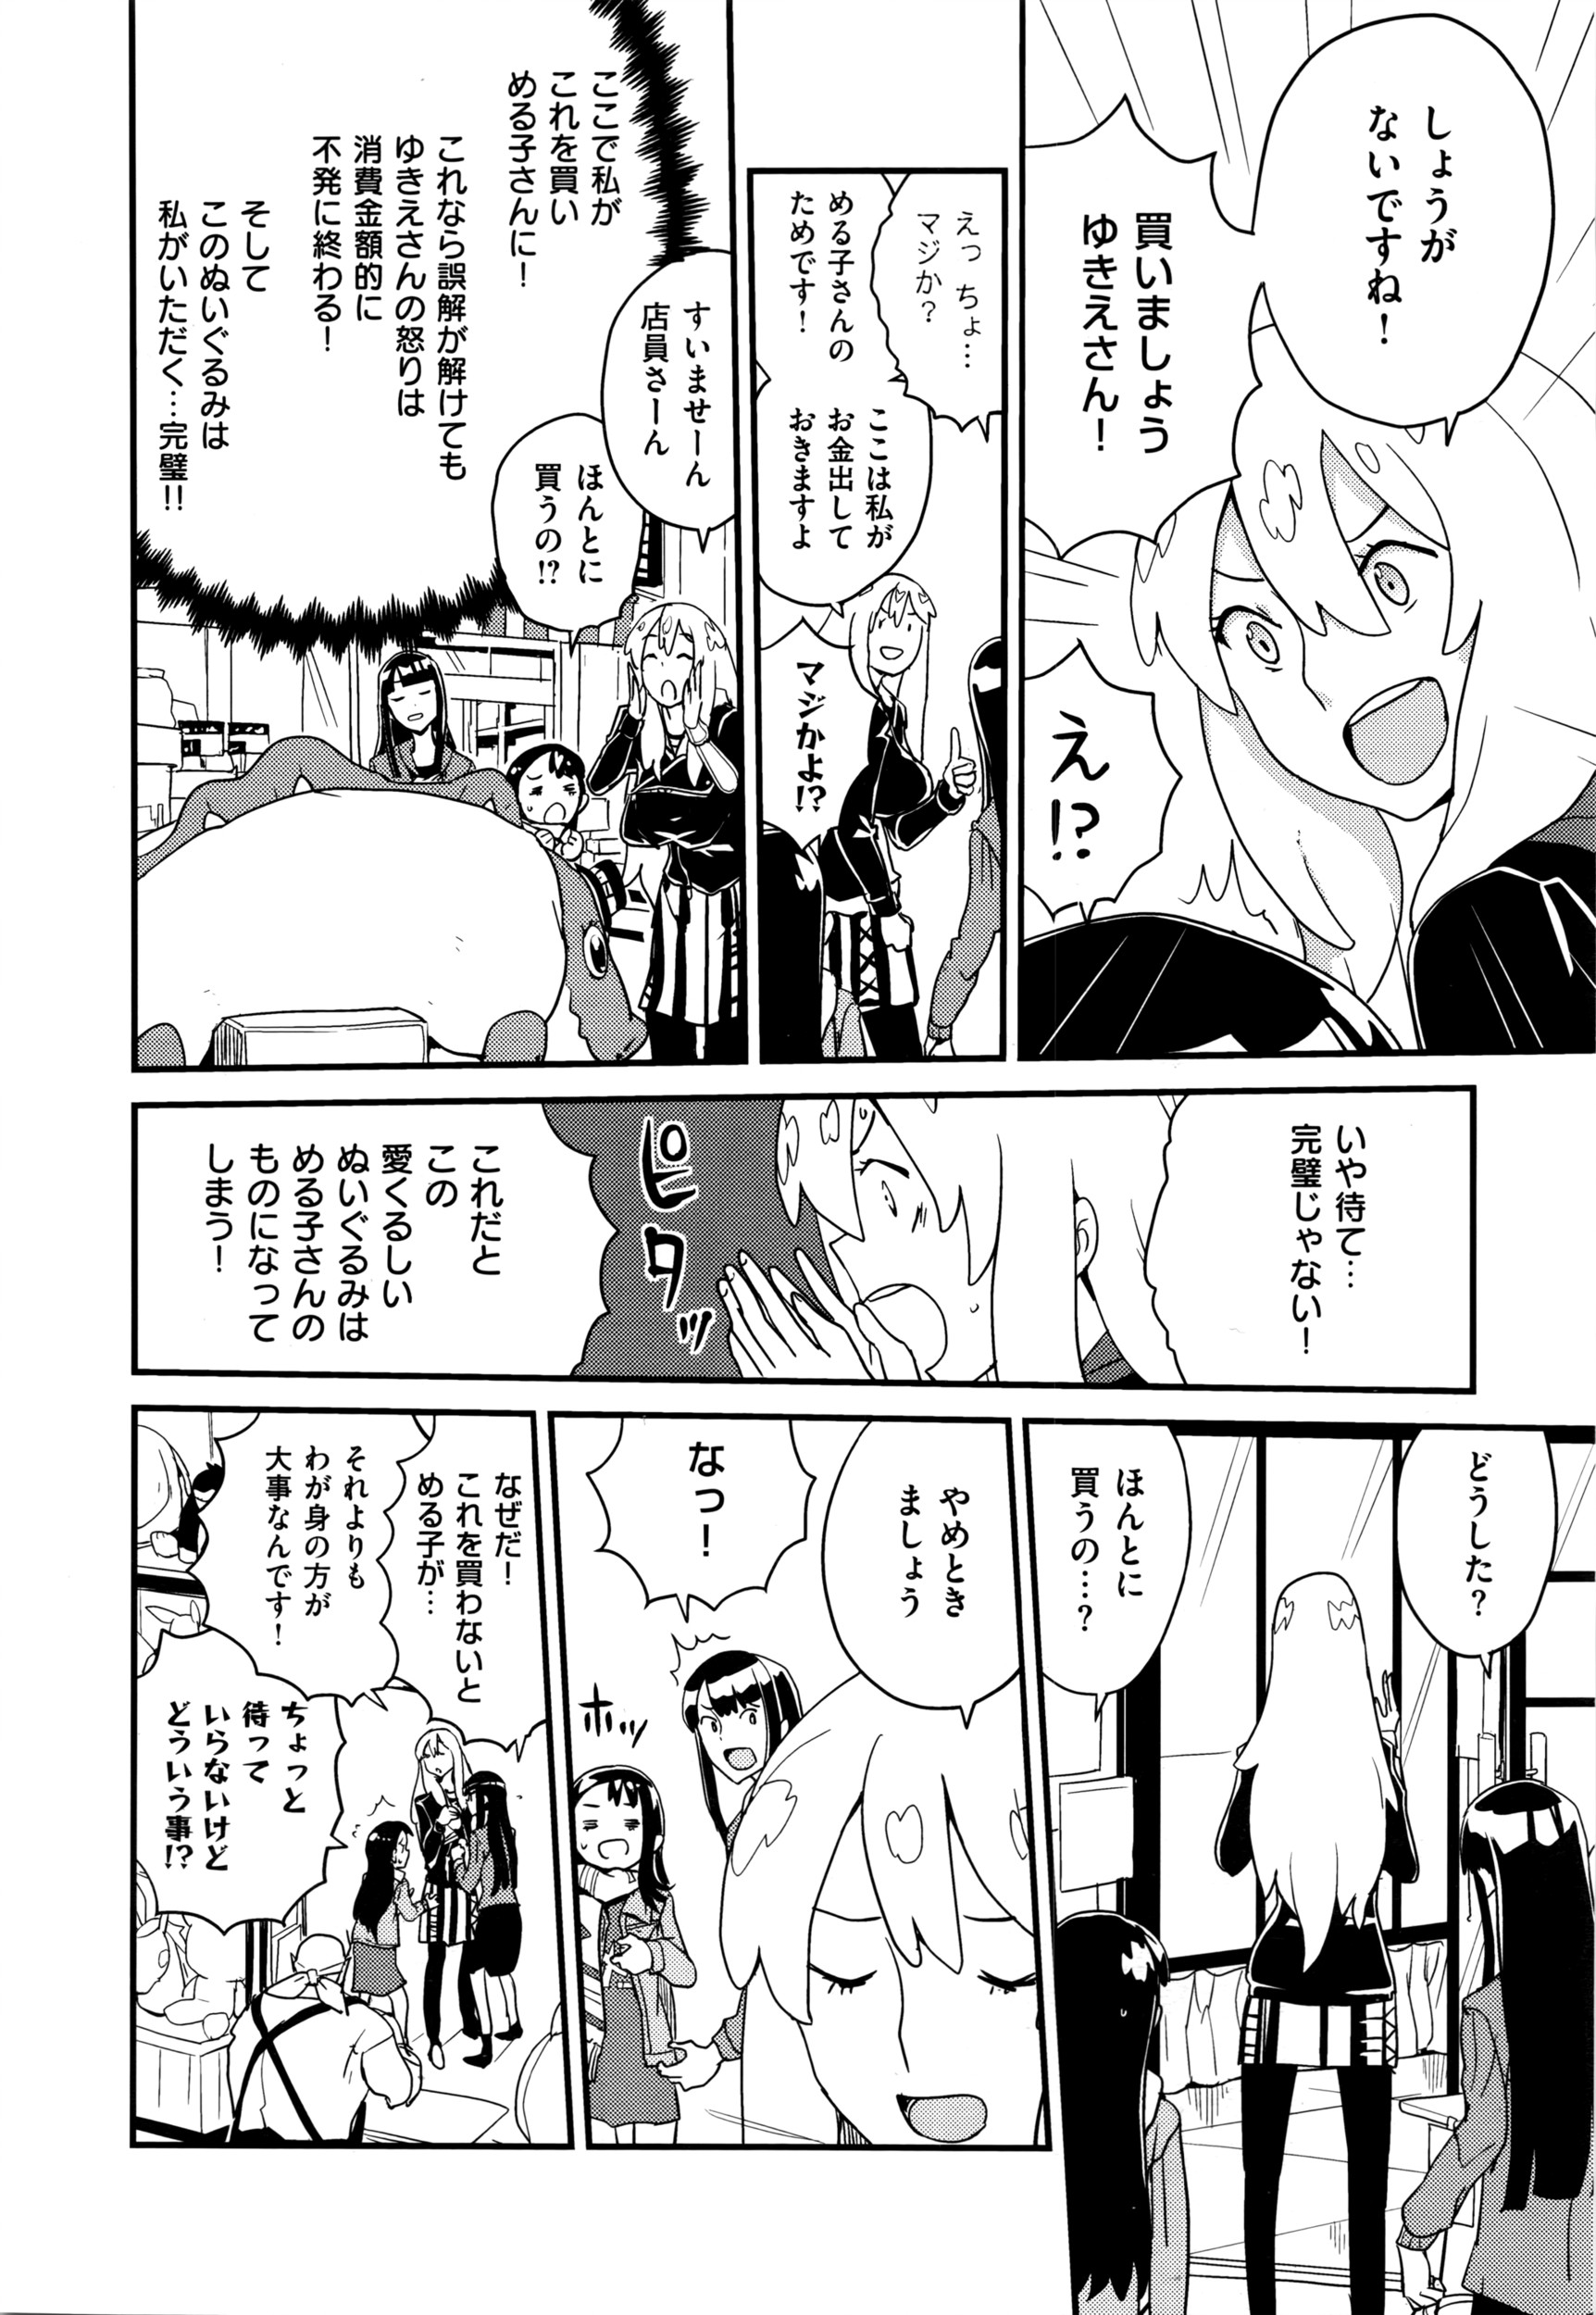 しょうが
ないですね！
買いましょう
ゆきえさん！
え!?
えっ ちょ…
マジか？
める子さんの
ためです！
ここは私が
お金出して
おきますよ
マジかよ!?
すいませーん
店員さーん
ほんとに
買うの!?
ここで私が
これを買い
める子さんに！
これなら誤解が解けても
ゆきえさんの怒りは
消費金額的に
不発に終わる！
そして
このぬいぐるみは
私がいただく…完璧!!
いや待て…
完璧じゃない！
ピタッ
これだと
この
愛くるしい
ぬいぐるみは
める子さんの
ものになって
しまう！
どうした？
ほんとに
買うの…？
やめとき
ましょう
なっ！
ホッ
なぜだ！
これを買わないと
める子が…
それよりも
わが身の方が
大事なんです！
ちょっと
待って
いらないけど
どういう事!?